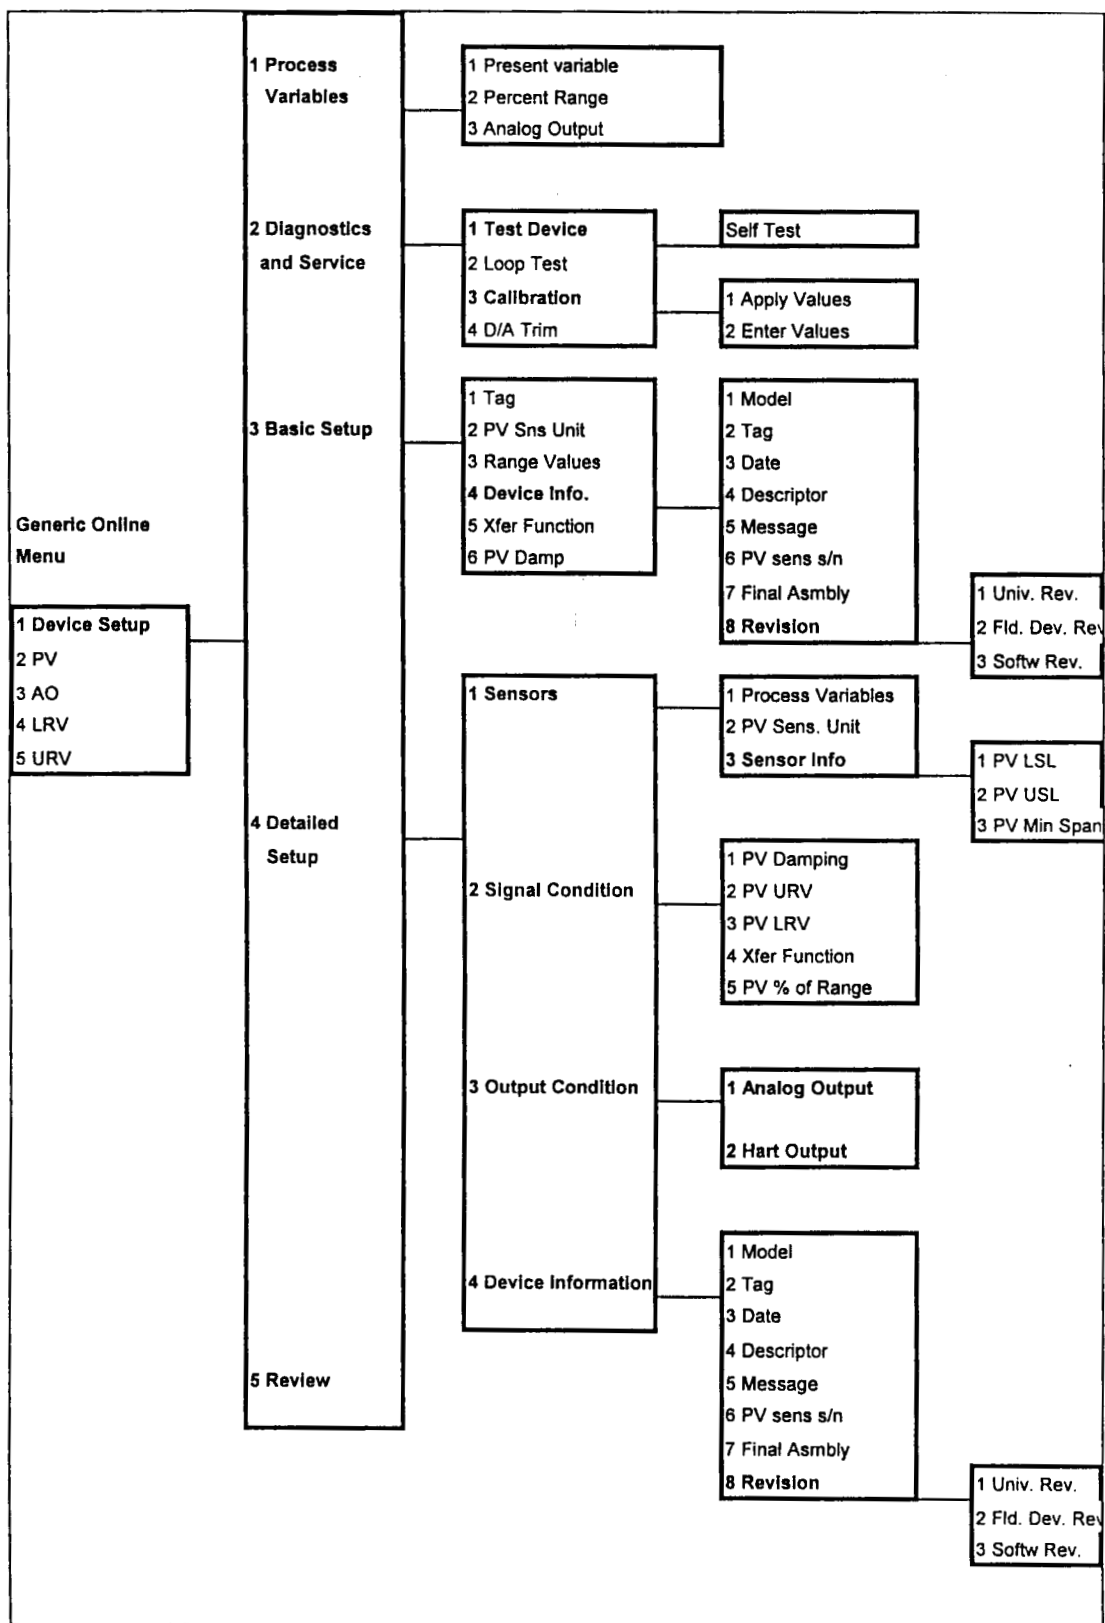 Generic Online
Menu
1 Device Setup
2 PV
3 AO
4 LRV
5 URV
1 Process
Variables
2 Diagnostics
and Service
3 Basic Setup
4 Detailed
Setup
5 Review
1 Present variable
2 Percent Range
3 Analog Output
1 Test Device
2 Loop Test
3 Calibration
4 D/A Trim
Self Test
1 Apply Values
2 Enter Values
1 Tag
2 PV Sns Unit
3 Range Values
4 Device Info.
5 Xfer Function
6 PV Damp
1 Model
2 Tag
3 Date
4 Descriptor
5 Message
6 PV sens s/n
7 Final Asmbly
8 Revision
1 Univ. Rev.
2 Fld. Dev. Rev
3 Softw Rev.
1 Sensors
2 Signal Condition
3 Output Condition
4 Device Information
1 Process Variables
2 PV Sens. Unit
3 Sensor Info
1 PV LSL
2 PV USL
3 PV Min Span
1 PV Damping
2 PV URV
3 PV LRV
4 Xfer Function
5 PV % of Range
1 Analog Output
2 Hart Output
1 Model
2 Tag
3 Date
4 Descriptor
5 Message
6 PV sens s/n
7 Final Asmbly
8 Revision
1 Univ. Rev.
2 Fld. Dev. Rev
3 Softw Rev.